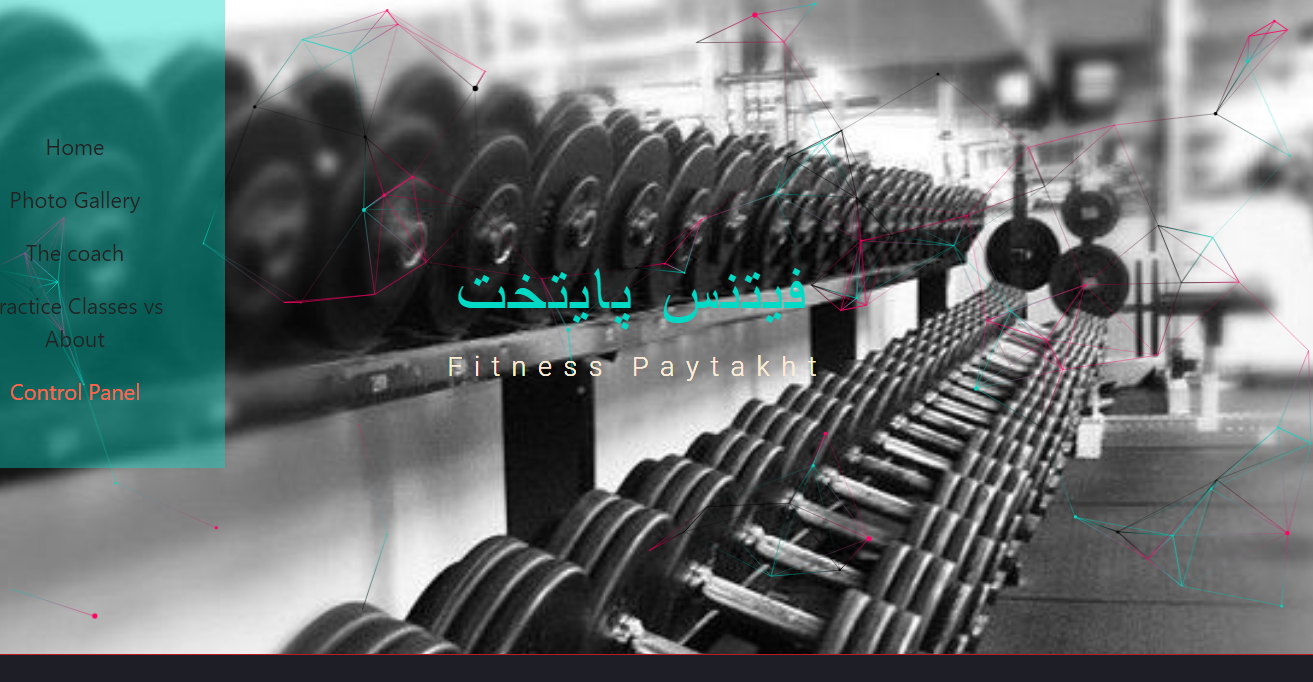 Home
Photo Gallery
The coach
ractice Classes vs
About
Control Panel
فیتنس پایتخت
Fitness Paytakht